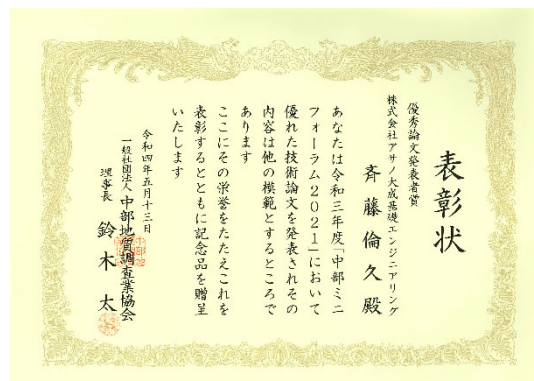 表彰状
優秀論文発表者賞
株式会社アサノ大成基礎エンジニアリング
斉藤倫久殿
あなたは令和三年度「中部ミニ
フォーラム2021」において
優れた技術論文を発表されその
内容は他の模範とするところで
あります
ここにその栄誉をたたえこれを
表彰するとともに記念品を贈呈
いたします
令和四年五月十三日
一般社団法人 中部地質調査業協会
理事長 鈴木太